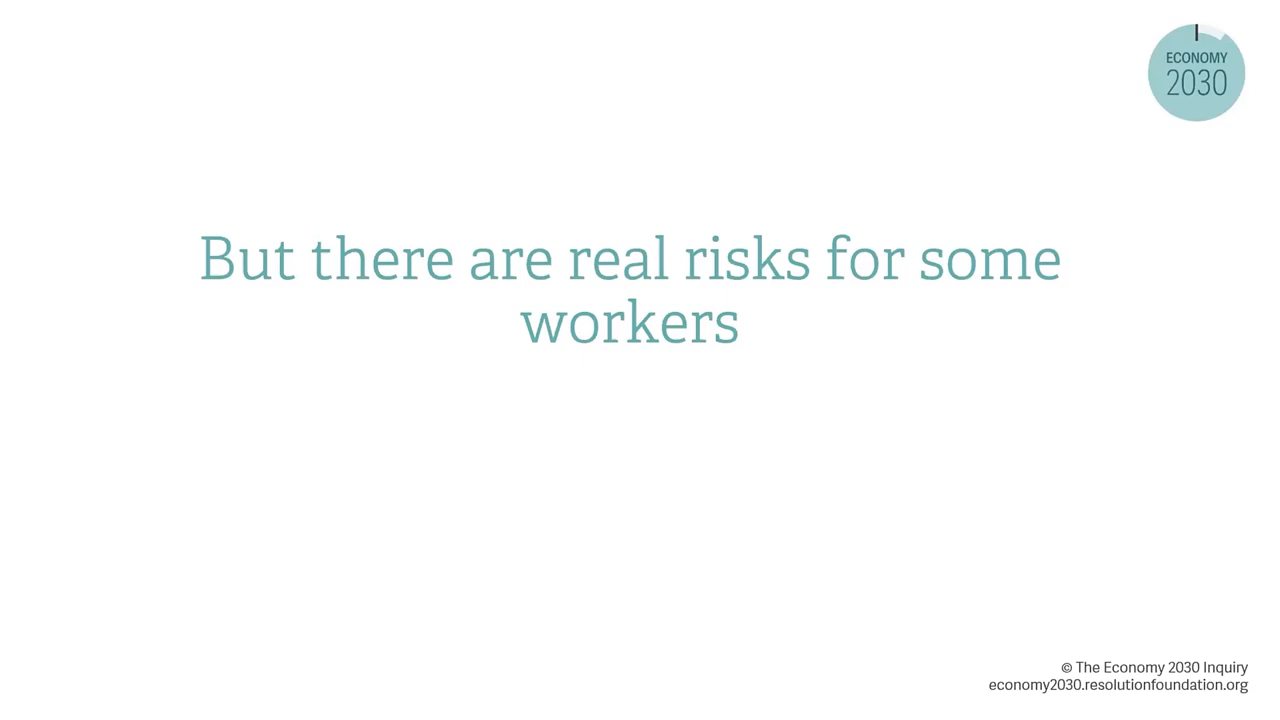 ECONOMY
2030
But there are real risks for some
workers
© The Economy 2030 Inquiry
economy2030.resolutionfoundation.org